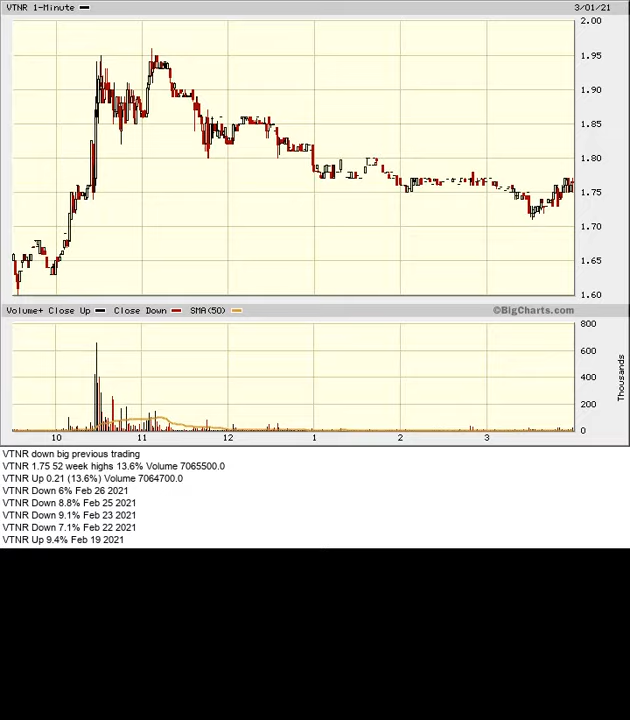 VTNR 1-Minute 3/01/21
2.00
1.95
1.90
1.85
1.80
1.75
1.70
1.65
1.60
Volume+ Close Up Close Down SMA(50) ©BigCharts.com
800
600
400
200
0
Thousands
10 11 12 1 2 3
VTNR down big previous trading
VTNR 1.75 52 week highs 13.6% Volume 7065500.0
VTNR Up 0.21 (13.6%) Volume 7064700.0
VTNR Down 6% Feb 26 2021
VTNR Down 8.8% Feb 25 2021
VTNR Down 9.1% Feb 23 2021
VTNR Down 7.1% Feb 22 2021
VTNR Up 9.4% Feb 19 2021